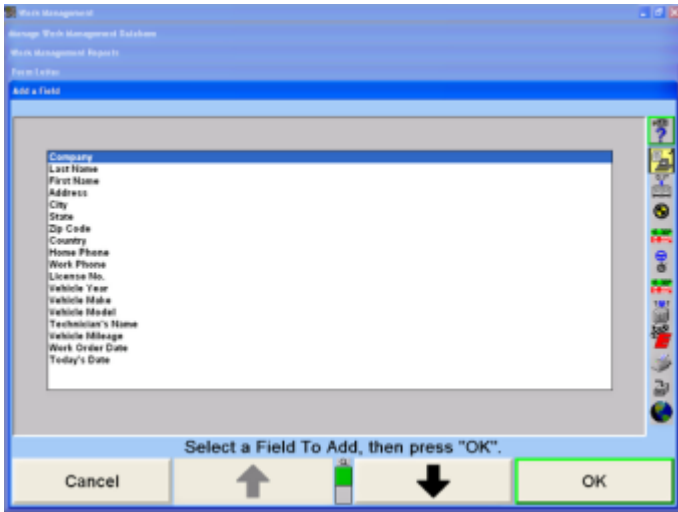 Work Management
Manage Work Management Database
Work Management Reports
Form Letter
Add a Field
Company
Last Name
First Name
Address
City
State
Zip Code
Country
Home Phone
Work Phone
License No.
Vehicle Year
Vehicle Make
Vehicle Model
Technician's Name
Vehicle Mileage
Work Order Date
Today's Date
Select a Field To Add, then press "OK".
Cancel
OK